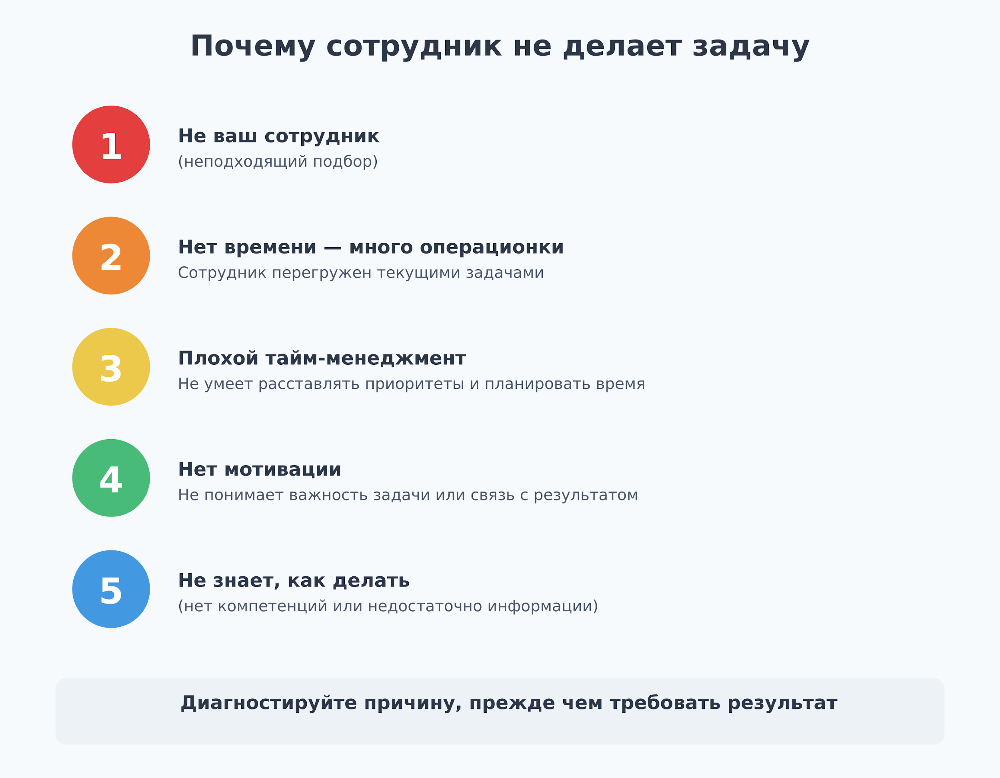 Почему сотрудник не делает задачу
1
Не ваш сотрудник
(неподходящий подбор)
2
Нет времени — много операционки
Сотрудник перегружен текущими задачами
3
Плохой тайм-менеджмент
Не умеет расставлять приоритеты и планировать время
4
Нет мотивации
Не понимает важность задачи или связь с результатом
5
Не знает, как делать
(нет компетенций или недостаточно информации)
Диагностируйте причину, прежде чем требовать результат